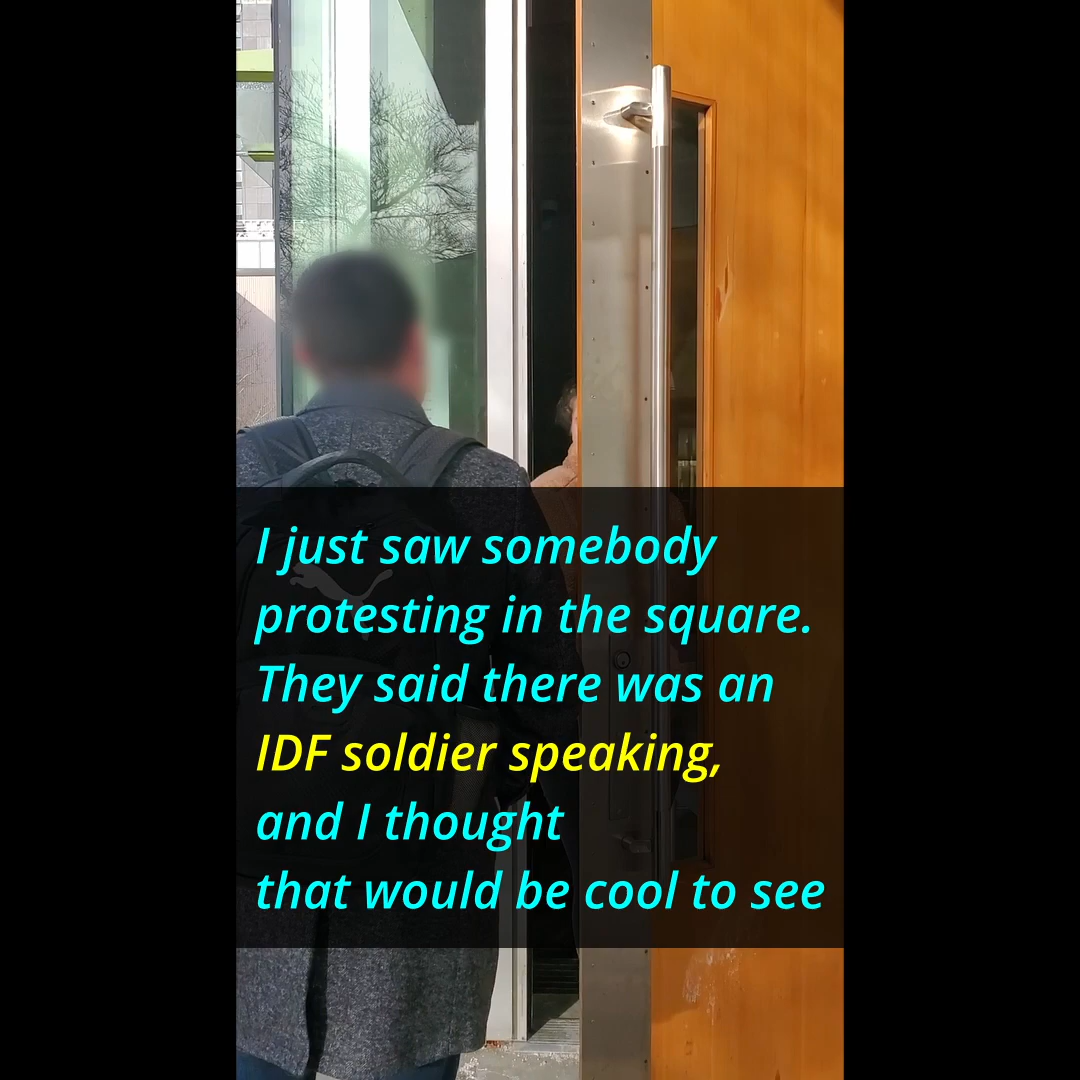 I just saw somebody
protesting in the square.
They said there was an
IDF soldier speaking,
and I thought
that would be cool to see